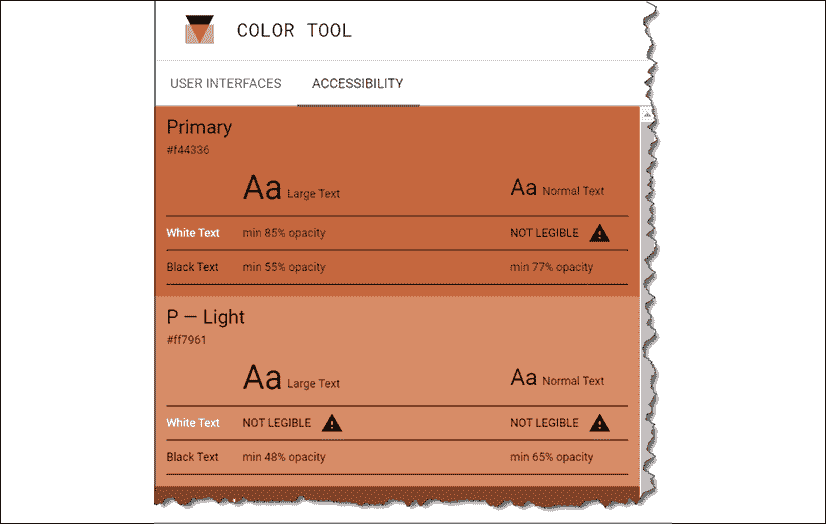 COLOR TOOL
USER INTERFACES ACCESSIBILITY
Primary
#f44336
Aa Large Text Aa Normal Text
White Text min 85% opacity NOT LEGIBLE
Black Text min 55% opacity min 77% opacity
P — Light
#ff7961
Aa Large Text Aa Normal Text
White Text NOT LEGIBLE NOT LEGIBLE
Black Text min 48% opacity min 65% opacity